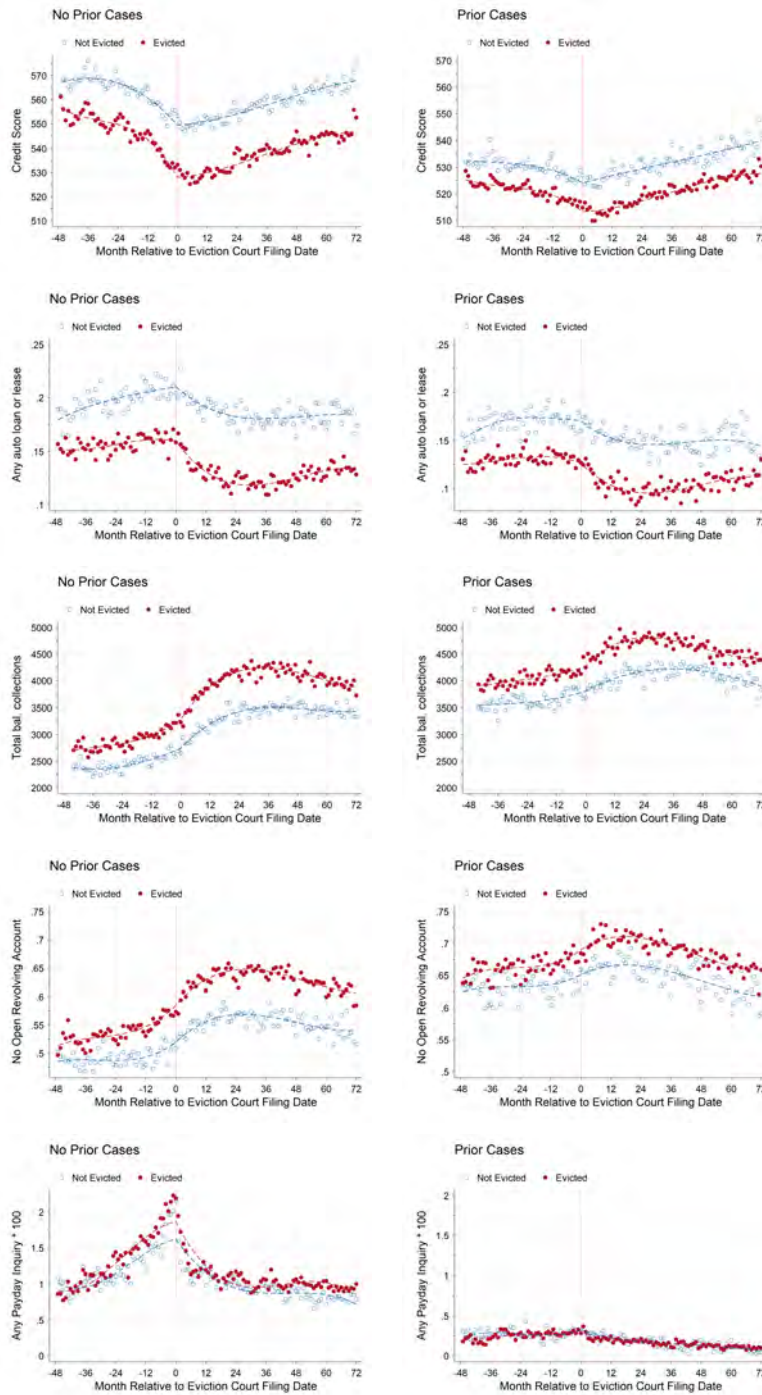 No Prior Cases
Not Evicted Evicted
Credit Score
570
560
550
540
530
520
510
-48 -36 -24 -12 0 12 24 36 48 60 72
Month Relative to Eviction Court Filing Date
Prior Cases
Not Evicted Evicted
Credit Score
570
560
550
540
530
520
510
-48 -36 -24 -12 0 12 24 36 48 60 72
Month Relative to Eviction Court Filing Date
No Prior Cases
Not Evicted Evicted
Any auto loan or lease
.25
.2
.15
.1
-48 -36 -24 -12 0 12 24 36 48 60 72
Month Relative to Eviction Court Filing Date
Prior Cases
Not Evicted Evicted
Any auto loan or lease
.25
.2
.15
.1
-48 -36 -24 -12 0 12 24 36 48 60 72
Month Relative to Eviction Court Filing Date
No Prior Cases
Not Evicted Evicted
Total bal. collections
5000
4500
4000
3500
3000
2500
2000
-48 -36 -24 -12 0 12 24 36 48 60 72
Month Relative to Eviction Court Filing Date
Prior Cases
Not Evicted Evicted
Total bal. collections
5000
4500
4000
3500
3000
2500
2000
-48 -36 -24 -12 0 12 24 36 48 60 72
Month Relative to Eviction Court Filing Date
No Prior Cases
Not Evicted Evicted
No Open Revolving Account
.75
.7
.65
.6
.55
.5
-48 -36 -24 -12 0 12 24 36 48 60 72
Month Relative to Eviction Court Filing Date
Prior Cases
Not Evicted Evicted
No Open Revolving Account
.75
.7
.65
.6
.55
.5
-48 -36 -24 -12 0 12 24 36 48 60 72
Month Relative to Eviction Court Filing Date
No Prior Cases
Not Evicted Evicted
Any Payday Inquiry * 100
2
1.5
1
.5
0
-48 -36 -24 -12 0 12 24 36 48 60 72
Month Relative to Eviction Court Filing Date
Prior Cases
Not Evicted Evicted
Any Payday Inquiry * 100
2
1.5
1
.5
0
-48 -36 -24 -12 0 12 24 36 48 60 72
Month Relative to Eviction Court Filing Date